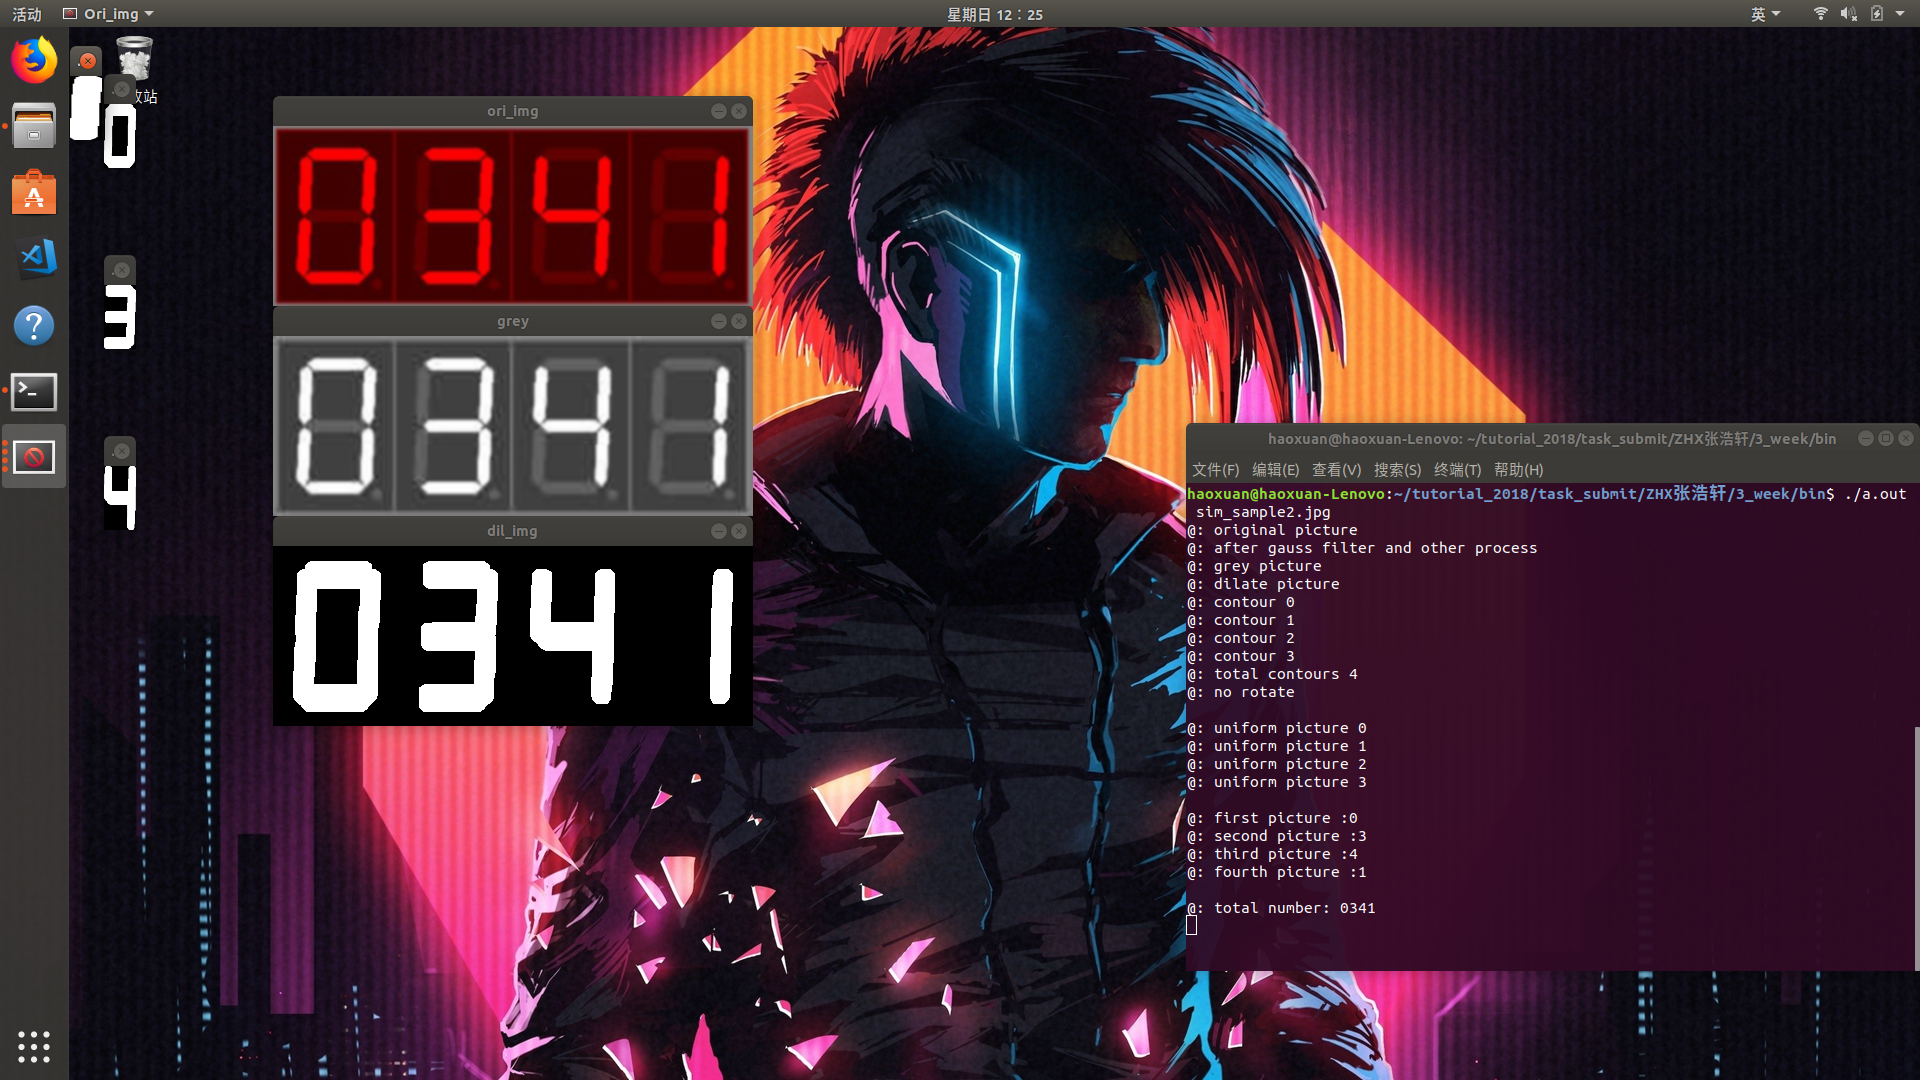 活动
Ori_img
星期日 12：25
英
收站
ori_img
0341
grey
0341
dil_img
0341
0
3
4
haoxuan@haoxuan-Lenovo: ~/tutorial_2018/task_submit/ZHX张浩轩/3_week/bin
文件(F) 编辑(E) 查看(V) 搜索(S) 终端(T) 帮助(H)
haoxuan@haoxuan-Lenovo:~/tutorial_2018/task_submit/ZHX张浩轩/3_week/bin$ ./a.out
sim_sample2.jpg
@: original picture
@: after gauss filter and other process
@: grey picture
@: dilate picture
@: contour 0
@: contour 1
@: contour 2
@: contour 3
@: total contours 4
@: no rotate
@: uniform picture 0
@: uniform picture 1
@: uniform picture 2
@: uniform picture 3
@: first picture :0
@: second picture :3
@: third picture :4
@: fourth picture :1
@: total number: 0341